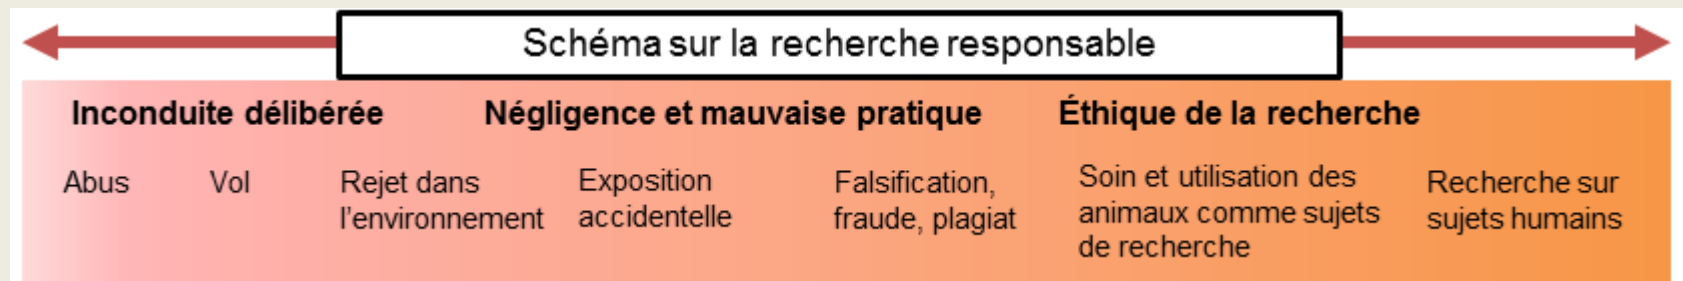 Schéma sur la recherche responsable
Inconduite délibérée
Négligence et mauvaise pratique
Éthique de la recherche
Abus
Vol
Rejet dans
l'environnement
Exposition
accidentelle
Falsification,
fraude, plagiat
Soin et utilisation des
animaux comme sujets
de recherche
Recherche sur
sujets humains